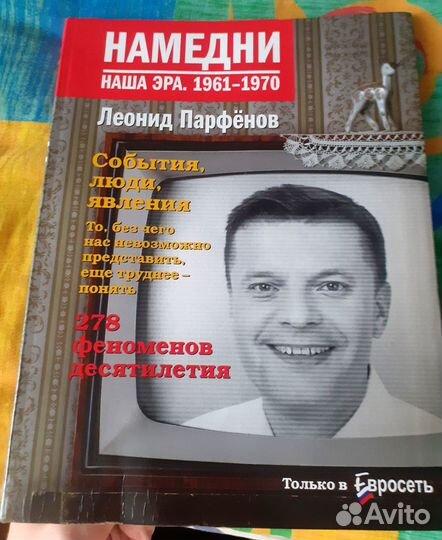 НАМЕДНИ
НАША ЭРА. 1961–1970
Леонид Парфёнов
События,
люди,
явления
То, без чего
нас невозможно
представить,
еще труднее –
понять
278
феноменов
десятилетия
Только в Евросеть
Avito